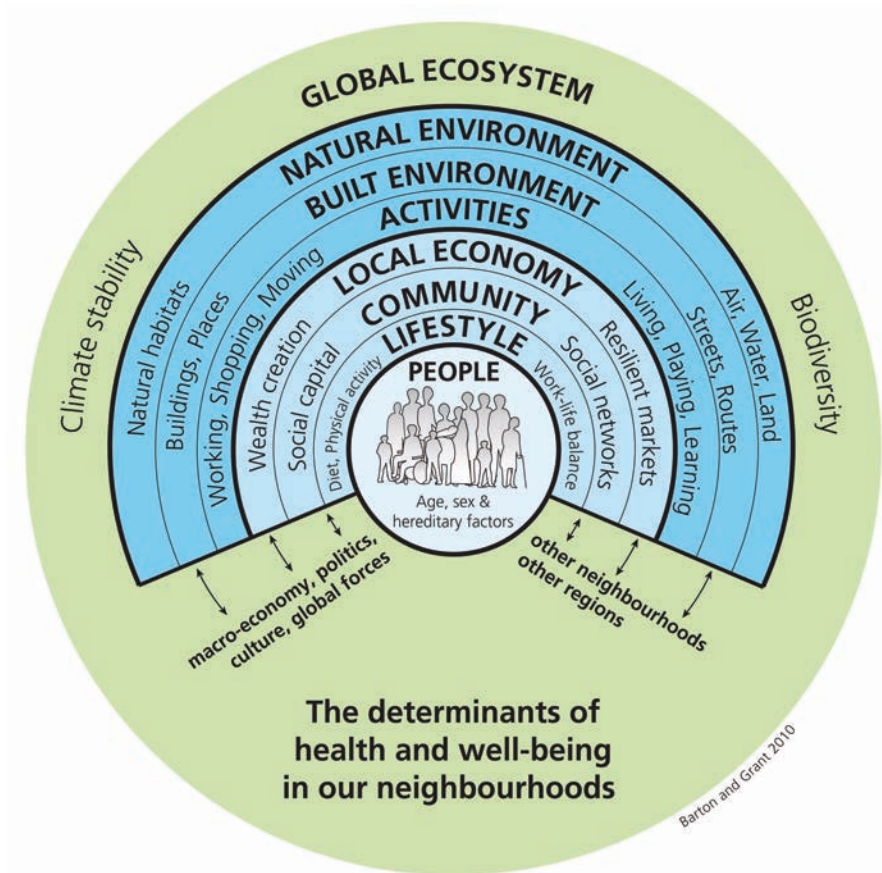 GLOBAL ECOSYSTEM
NATURAL ENVIRONMENT
BUILT ENVIRONMENT
ACTIVITIES
LOCAL ECONOMY
COMMUNITY
LIFESTYLE
PEOPLE
Age, sex &
hereditary factors
Climate stability
Natural habitats
Buildings, Places
Working, Shopping, Moving
Wealth creation
Social capital
Diet, Physical activity
Work-life balance
Social networks
Resilient markets
Living, Playing, Learning
Streets, Routes
Air, Water, Land
Biodiversity
macro-economy, politics,
culture, global forces
other neighbourhoods
other regions
The determinants of
health and well-being
in our neighbourhoods
Barton and Grant 2010